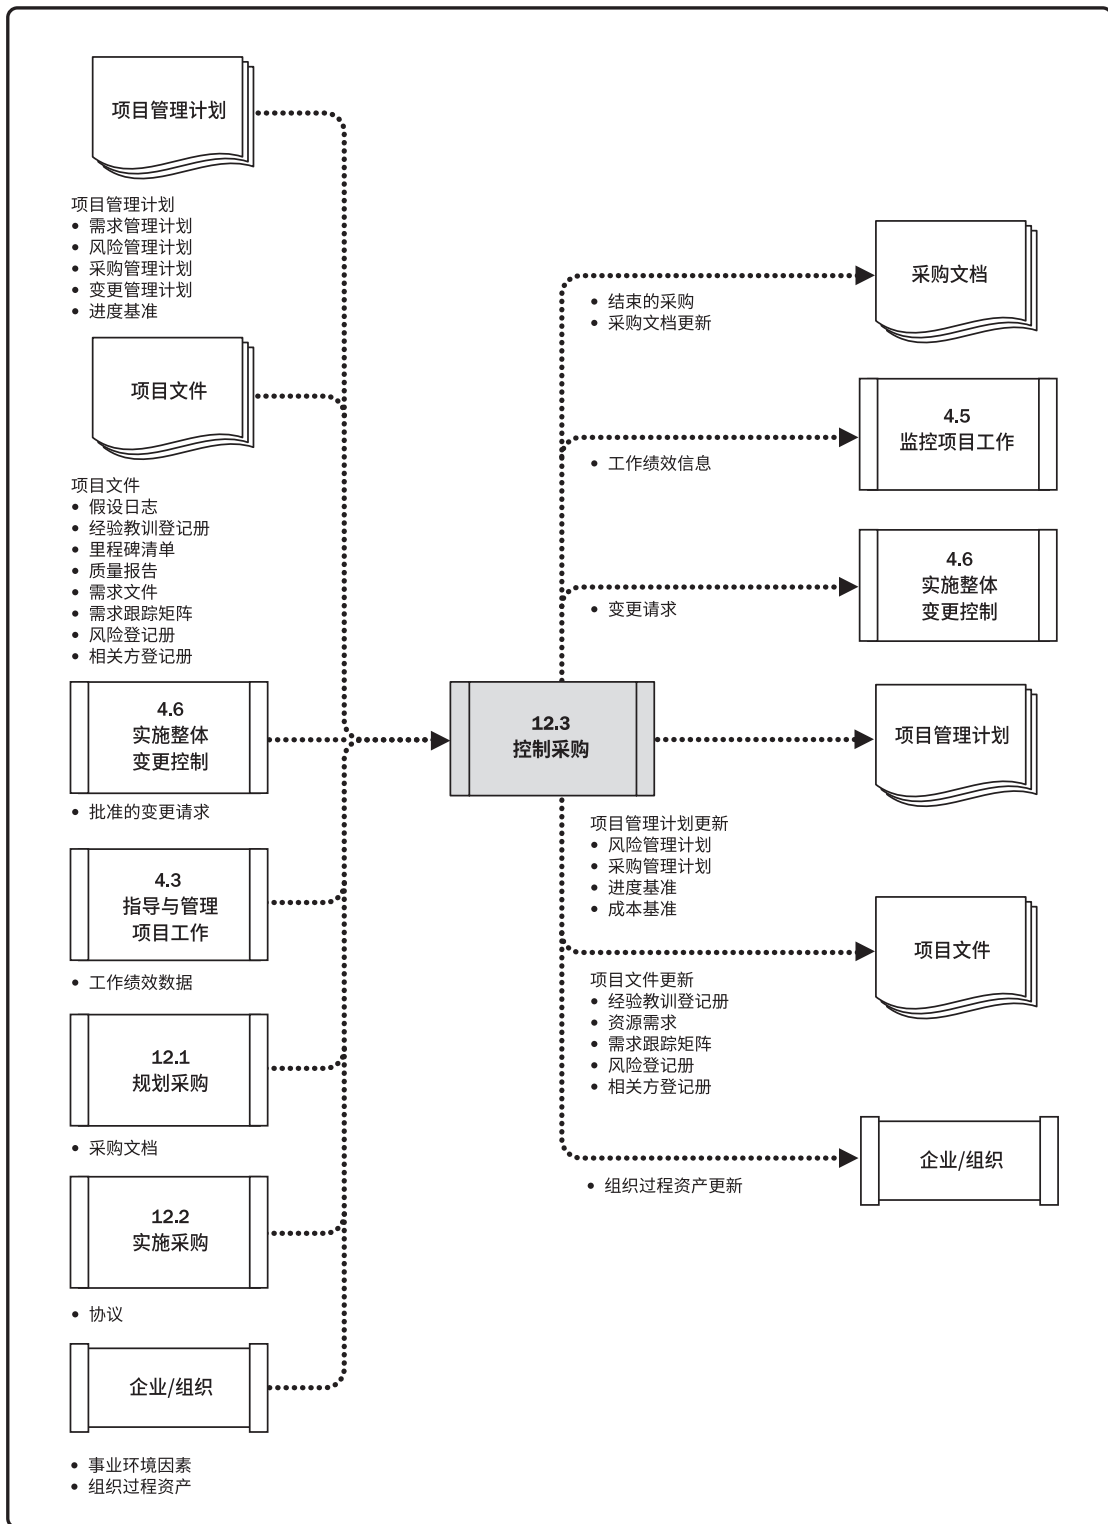 项目管理计划
项目管理计划
• 需求管理计划
• 风险管理计划
• 采购管理计划
• 变更管理计划
• 进度基准
项目文件
项目文件
• 假设日志
• 经验教训登记册
• 里程碑清单
• 质量报告
• 需求文件
• 需求跟踪矩阵
• 风险登记册
• 相关方登记册
4.6
实施整体
变更控制
• 批准的变更请求
4.3
指导与管理
项目工作
• 工作绩效数据
12.1
规划采购
• 采购文档
12.2
实施采购
• 协议
企业/组织
• 事业环境因素
• 组织过程资产
12.3
控制采购
采购文档
• 结束的采购
• 采购文档更新
4.5
监控项目工作
• 工作绩效信息
4.6
实施整体
变更控制
• 变更请求
项目管理计划
项目管理计划更新
• 风险管理计划
• 采购管理计划
• 进度基准
• 成本基准
项目文件
项目文件更新
• 经验教训登记册
• 资源需求
• 需求跟踪矩阵
• 风险登记册
• 相关方登记册
企业/组织
• 组织过程资产更新